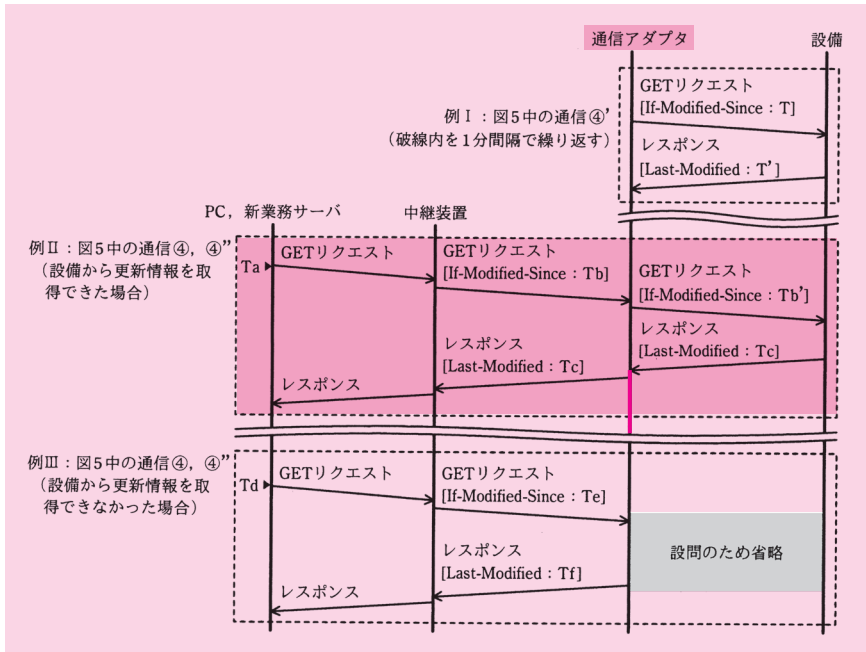 通信アダプタ
設備
例Ⅰ：図5中の通信④’
（破線内を1分間隔で繰り返す）
GETリクエスト
[If-Modified-Since：T]
レスポンス
[Last-Modified：T’]
PC，新業務サーバ
中継装置
例Ⅱ：図5中の通信④，④”
（設備から更新情報を取
得できた場合）
Ta
GETリクエスト
GETリクエスト
[If-Modified-Since：Tb]
GETリクエスト
[If-Modified-Since：Tb’]
レスポンス
[Last-Modified：Tc]
レスポンス
[Last-Modified：Tc]
レスポンス
例Ⅲ：図5中の通信④，④”
（設備から更新情報を取
得できなかった場合）
Td
GETリクエスト
GETリクエスト
[If-Modified-Since：Te]
設問のため省略
レスポンス
[Last-Modified：Tf]
レスポンス